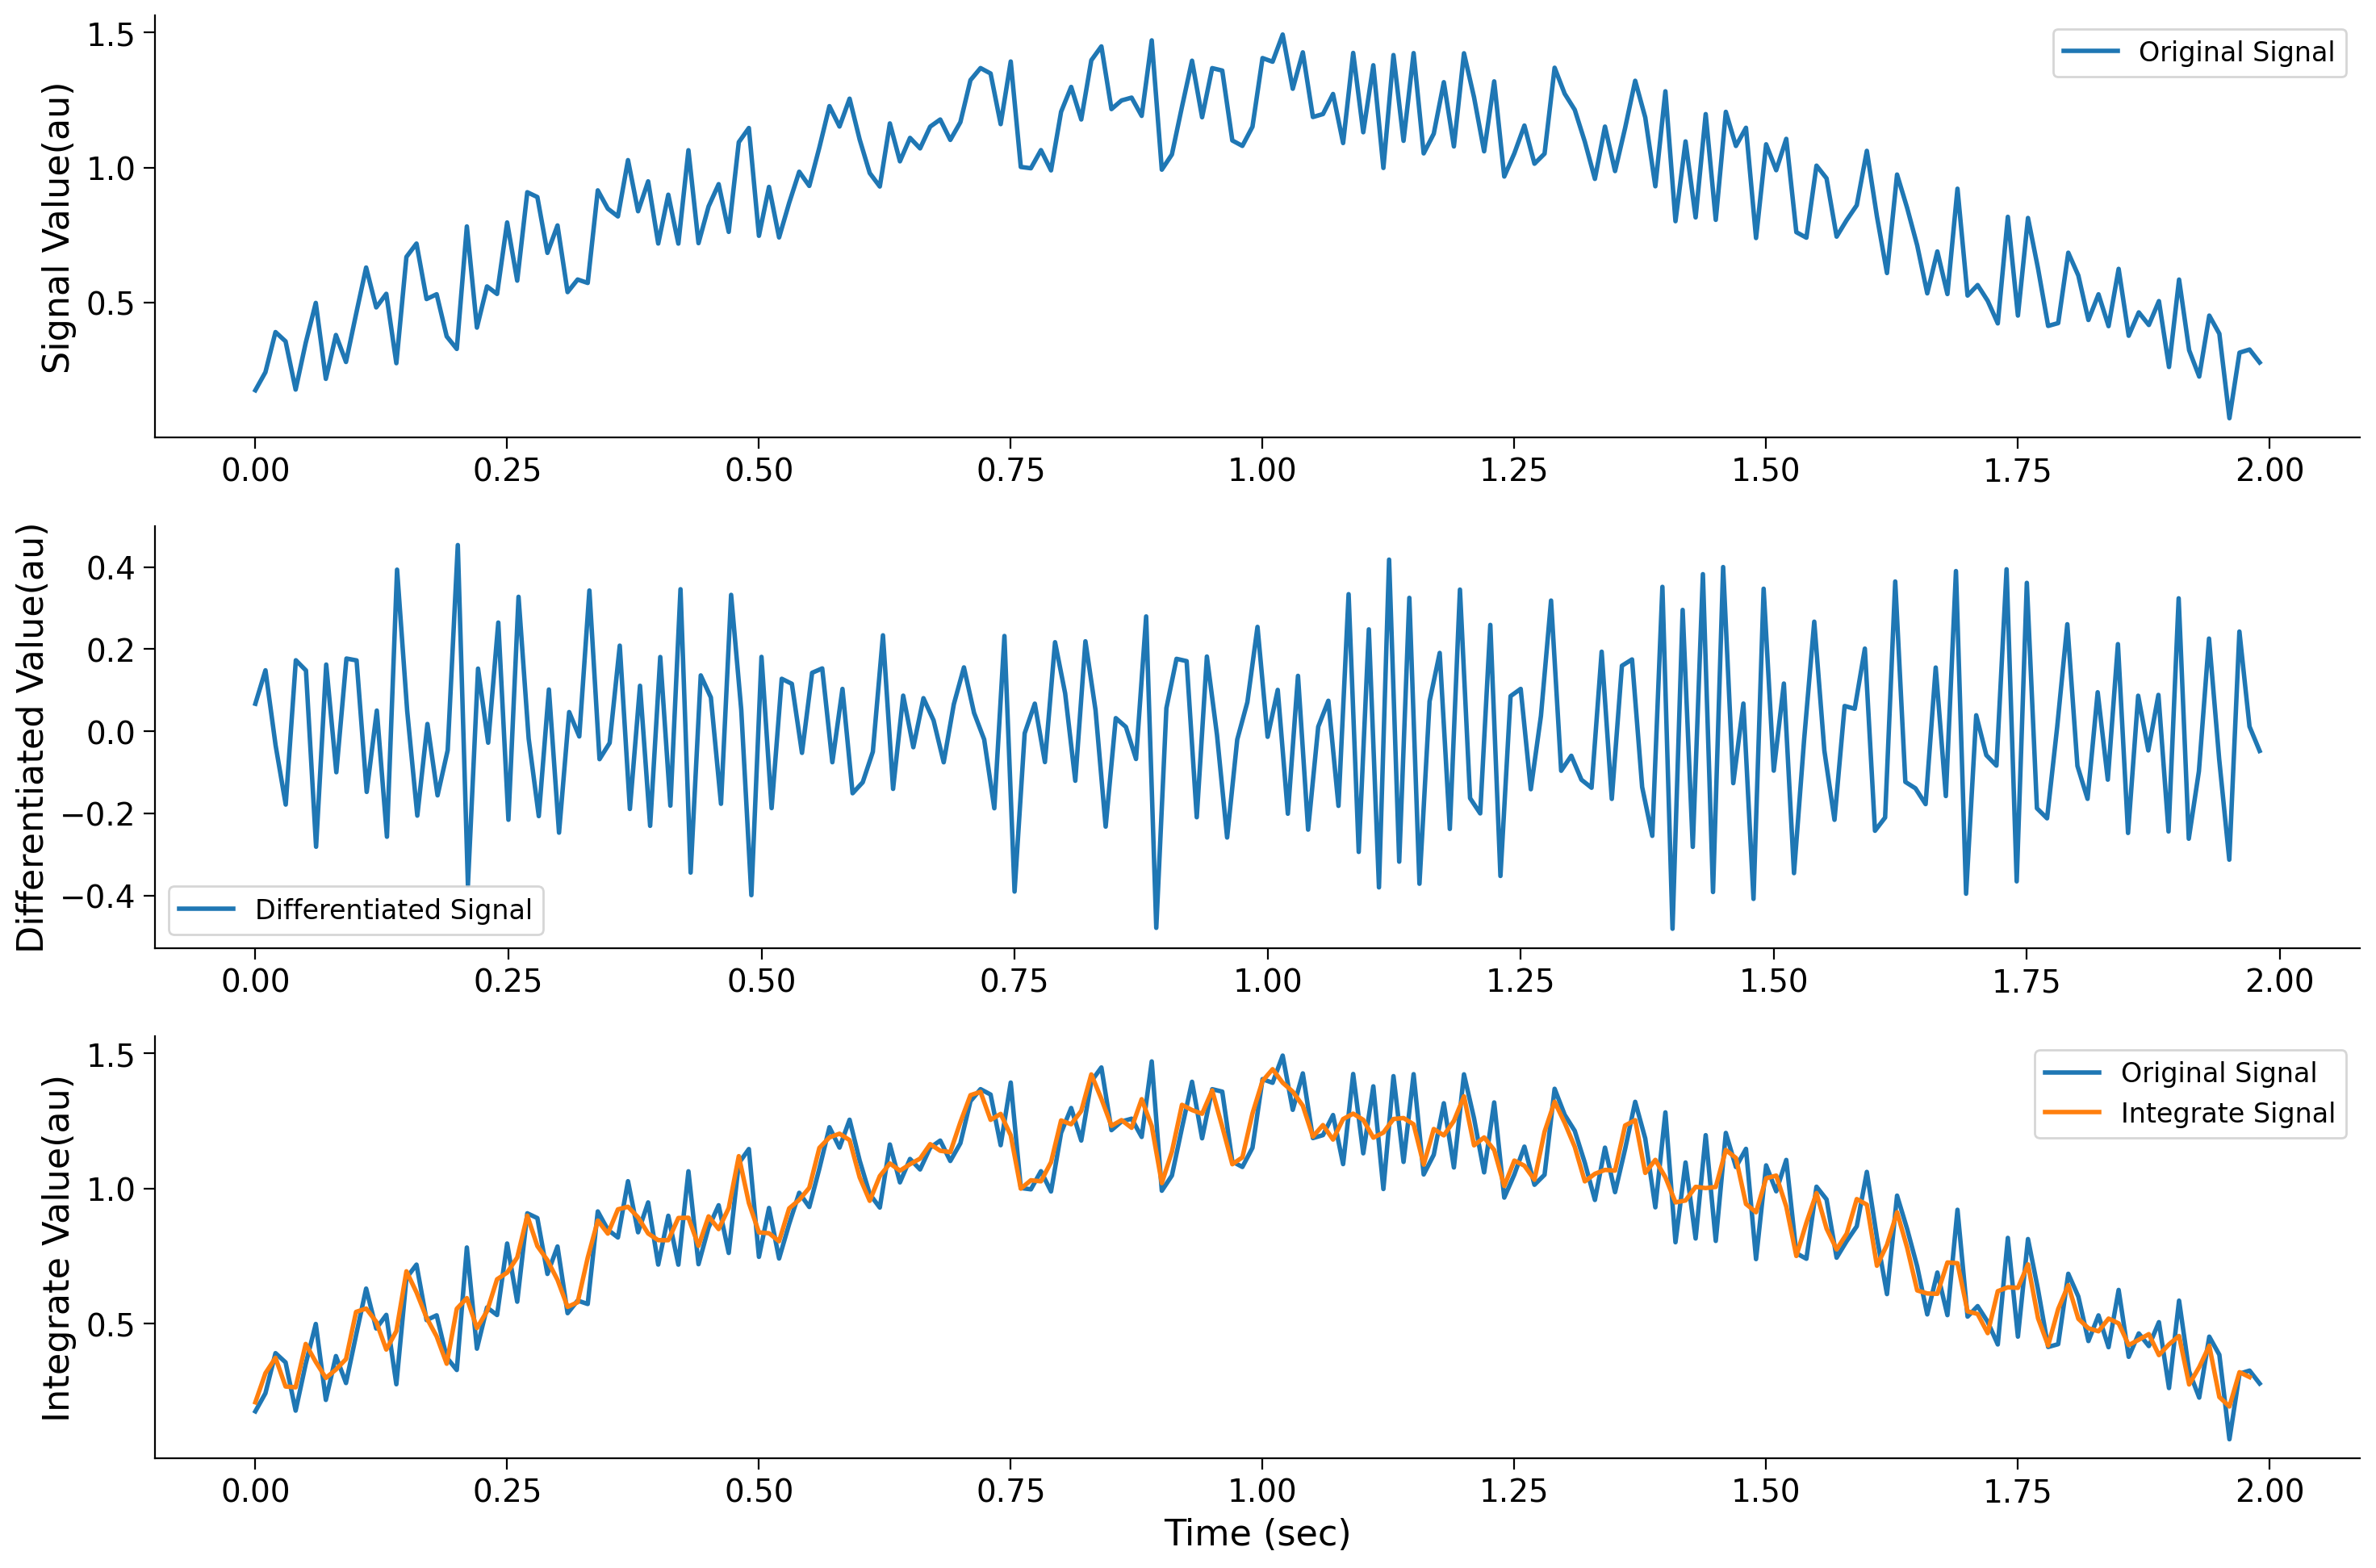 Signal Value(au)
1.5
1.0
0.5
Original Signal
0.00 0.25 0.50 0.75 1.00 1.25 1.50 1.75 2.00
Differentiated Value(au)
0.4
0.2
0.0
−0.2
−0.4
Differentiated Signal
0.00 0.25 0.50 0.75 1.00 1.25 1.50 1.75 2.00
Integrate Value(au)
1.5
1.0
0.5
Original Signal
Integrate Signal
0.00 0.25 0.50 0.75 1.00 1.25 1.50 1.75 2.00
Time (sec)